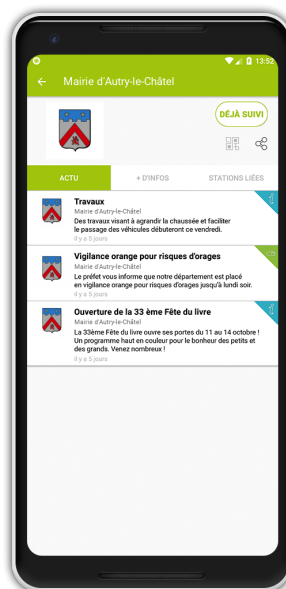 13:52
Mairie d'Autry-le-Châtel
DÉJÀ SUIVI
ACTU
+ D'INFOS
STATIONS LIÉES
Travaux
Mairie d'Autry-le-Châtel
Des travaux visant à agrandir la chaussée et faciliter
le passage des véhicules débuteront ce vendredi.
il y a 5 jours
Vigilance orange pour risques d'orages
Mairie d'Autry-le-Châtel
Le préfet vous informe que notre département est placé
en vigilance orange pour risques d'orages jusqu'à lundi soir.
il y a 5 jours
Ouverture de la 33 ème Fête du livre
Mairie d'Autry-le-Châtel
La 33ème Fête du livre ouvre ses portes du 11 au 14 octobre !
Un programme haut en couleur pour le bonheur des petits et
des grands. Venez nombreux !
il y a 5 jours